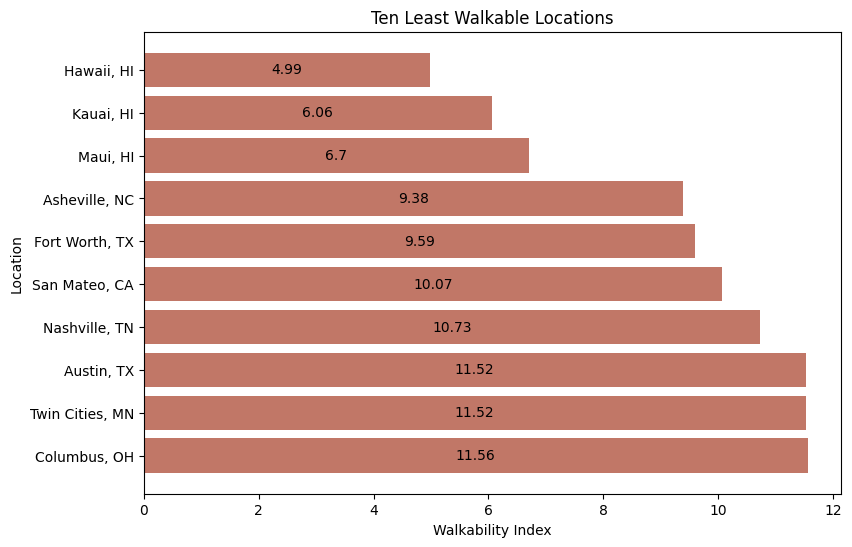 Ten Least Walkable Locations
Hawaii, HI
4.99
Kauai, HI
6.06
Maui, HI
6.7
Asheville, NC
9.38
Fort Worth, TX
9.59
San Mateo, CA
10.07
Nashville, TN
10.73
Austin, TX
11.52
Twin Cities, MN
11.52
Columbus, OH
11.56
Location
0 2 4 6 8 10 12
Walkability Index